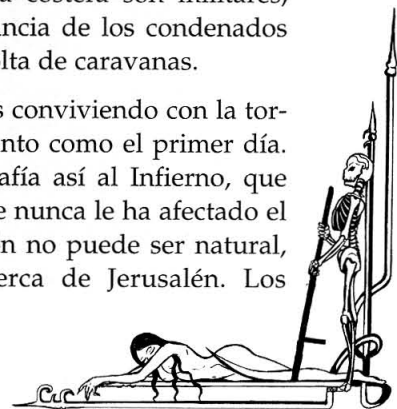 costera son militares,
ncia de los condenados
olta de caravanas.
s conviviendo con la tor-
nto como el primer día.
afía así al Infierno, que
e nunca le ha afectado el
n no puede ser natural,
erca de Jerusalén. Los